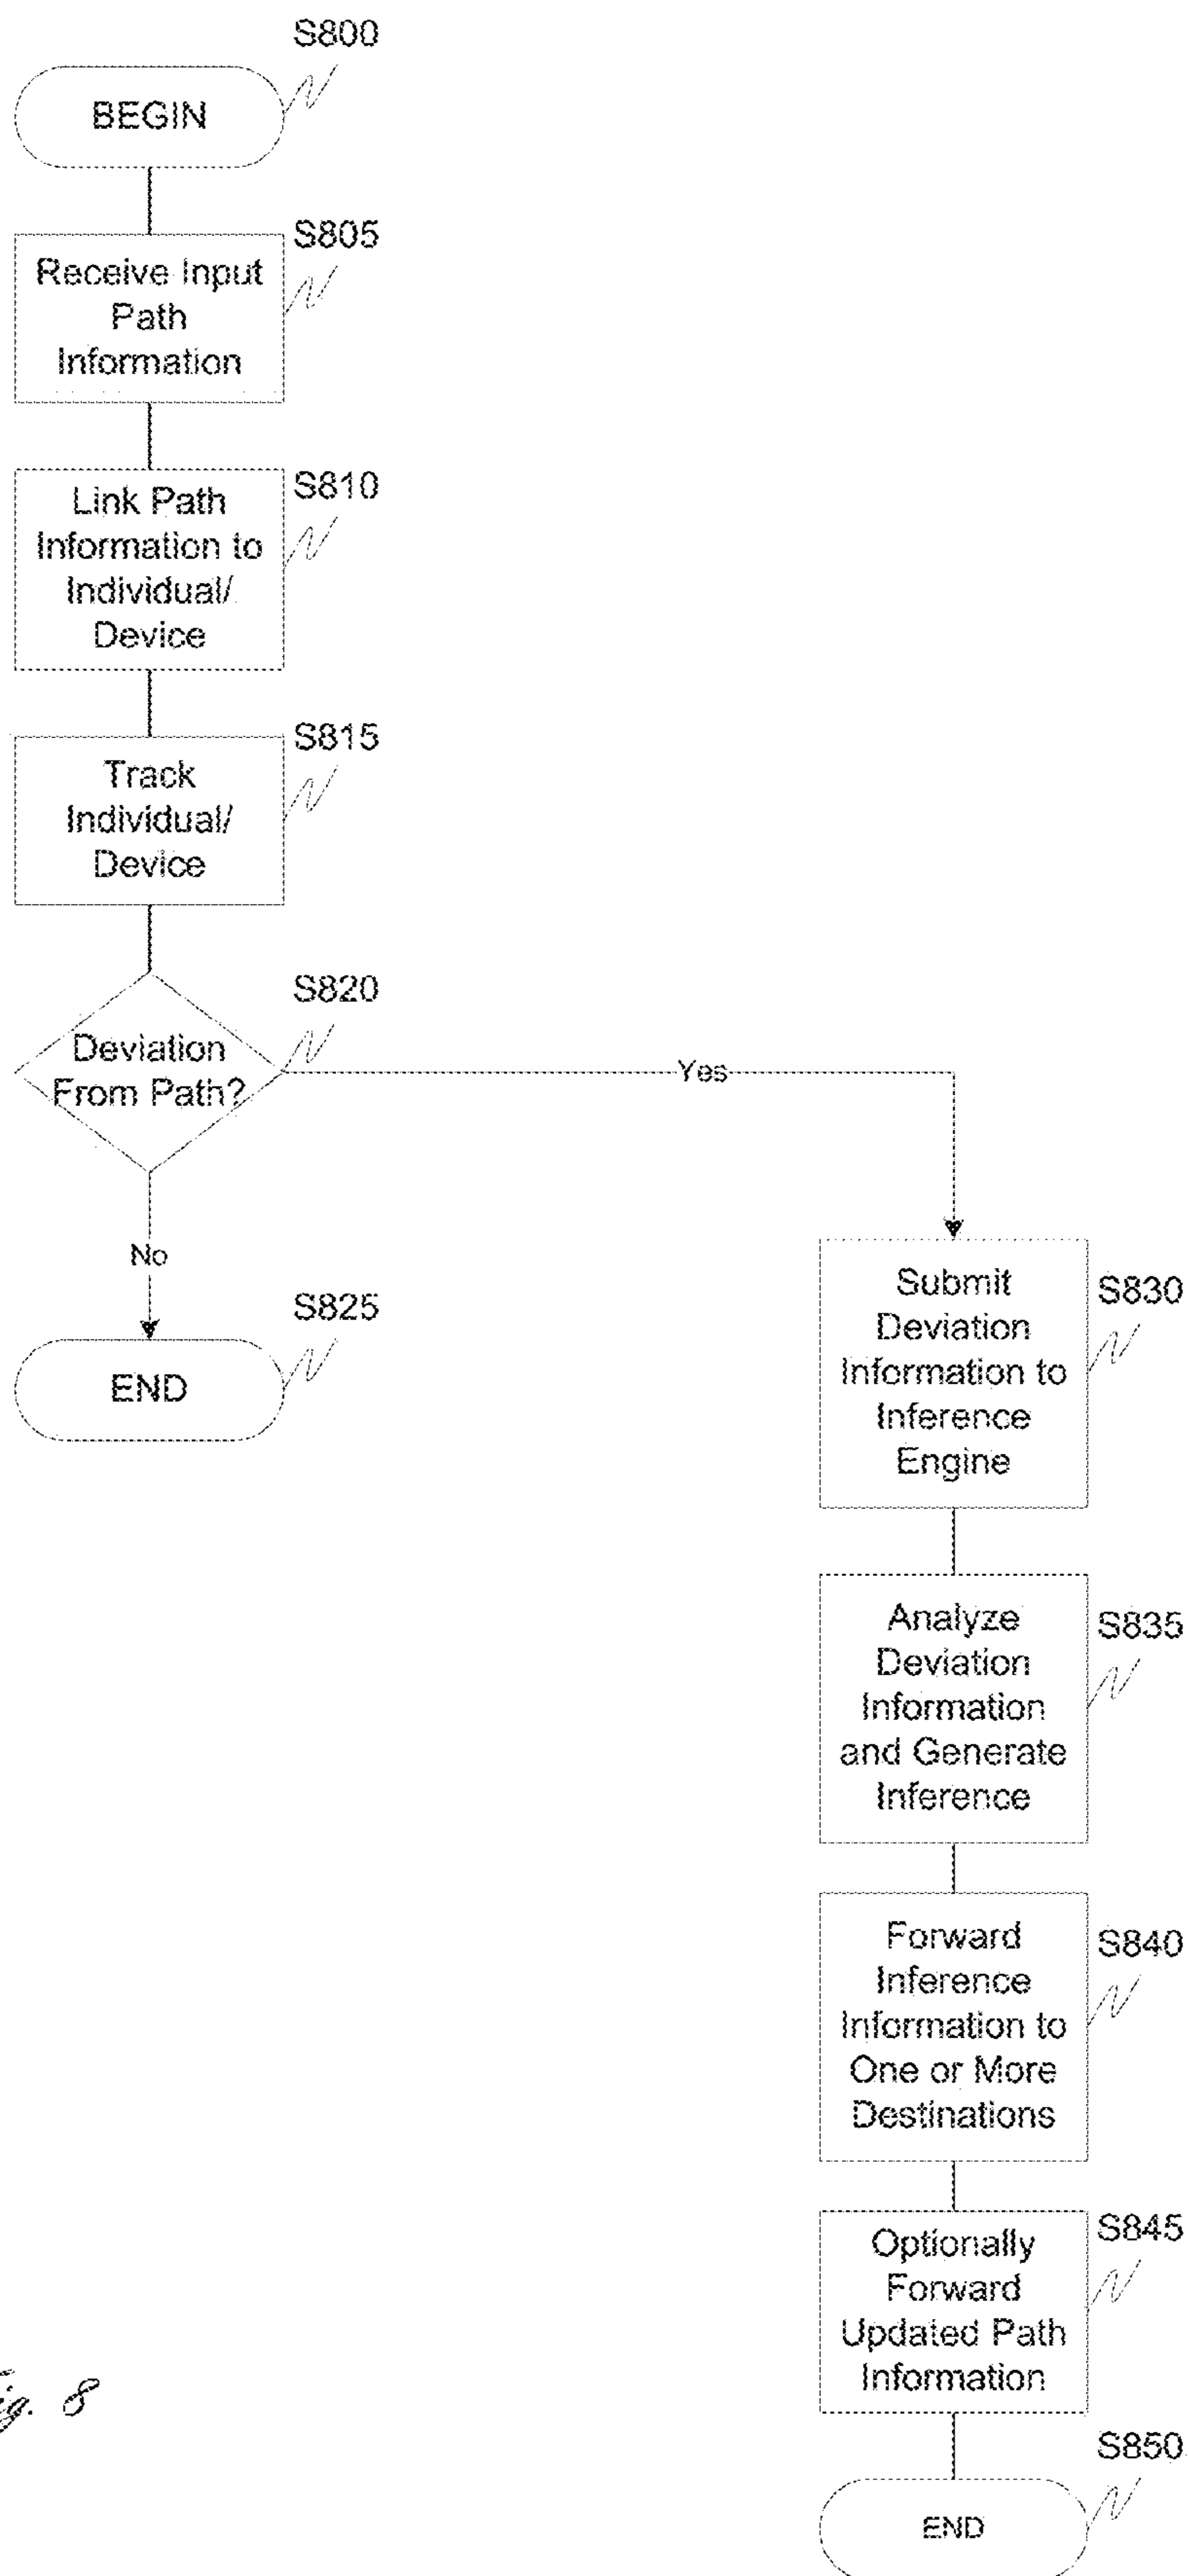 S800
BEGIN
S805
Receive Input
Path
Information
S810
Link Path
Information to
Individual/
Device
S815
Track
Individual/
Device
S820
Deviation
From Path?
Yes
No
S825
END
S830
Submit
Deviation
Information to
Inference
Engine
S835
Analyze
Deviation
Information
and Generate
Inference
S840
Forward
Inference
Information to
One or More
Destinations
S845
Optionally
Forward
Updated Path
Information
S850
END
Fig. 8